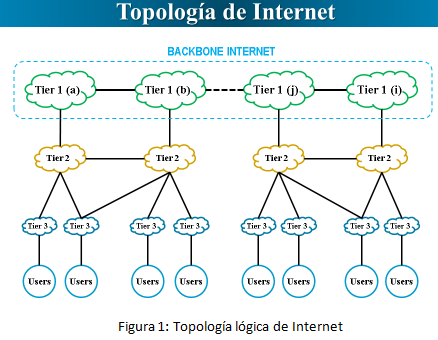 Topología de Internet
BACKBONE INTERNET
Tier 1 (a) Tier 1 (b) Tier 1 (j) Tier 1 (i)
Tier 2 Tier 2 Tier 2 Tier 2
Tier 3 Tier 3 Tier 3 Tier 3 Tier 3 Tier 3 Tier 3 Tier 3
Users Users Users Users Users Users Users Users
Figura 1: Topología lógica de Internet